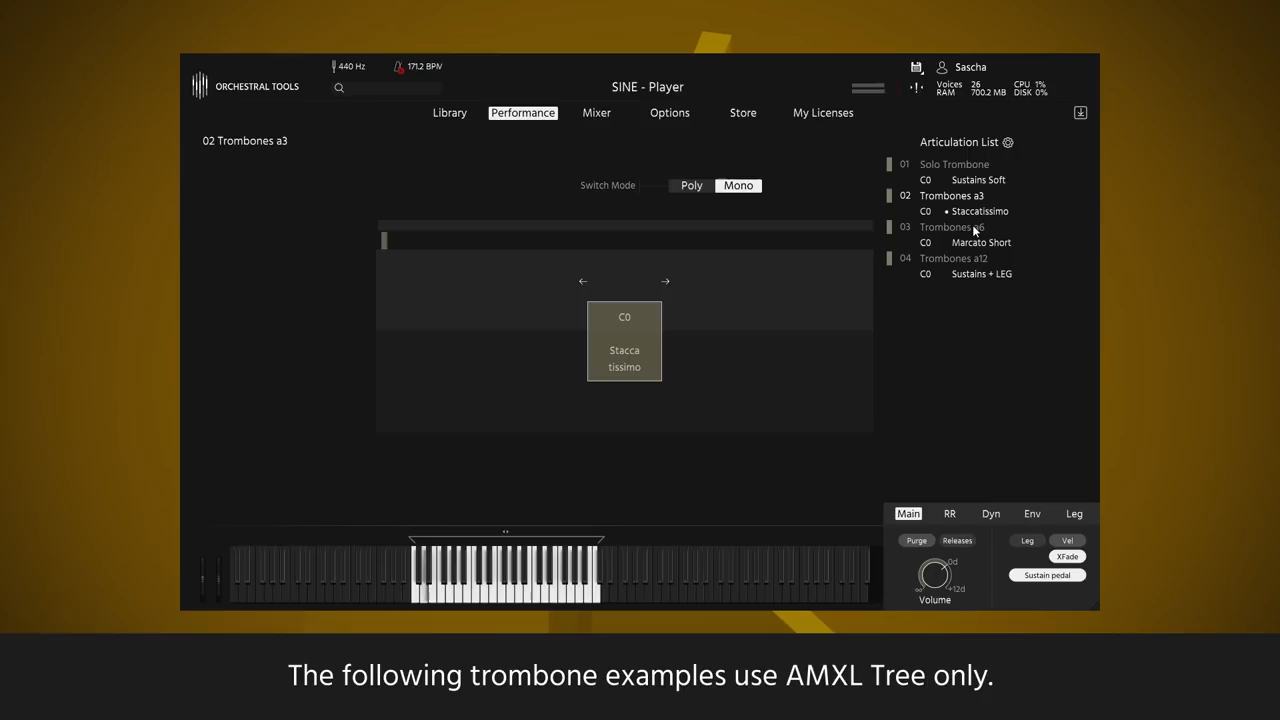 ORCHESTRAL TOOLS
440 Hz
171.2 BPM
SINE - Player
Sascha
Voices 26 CPU 1%
RAM 700.2 MB DISK 0%
Library
Performance
Mixer
Options
Store
My Licenses
02 Trombones a3
Switch Mode
Poly
Mono
C0
Stacca
tissimo
Articulation List
01 Solo Trombone
C0 Sustains Soft
02 Trombones a3
C0 • Staccatissimo
03 Trombones a6
C0 Marcato Short
04 Trombones a12
C0 Sustains + LEG
Main RR Dyn Env Leg
Purge Releases Leg Vel
XFade
0d
Sustain pedal
∞ +12d
Volume
The following trombone examples use AMXL Tree only.